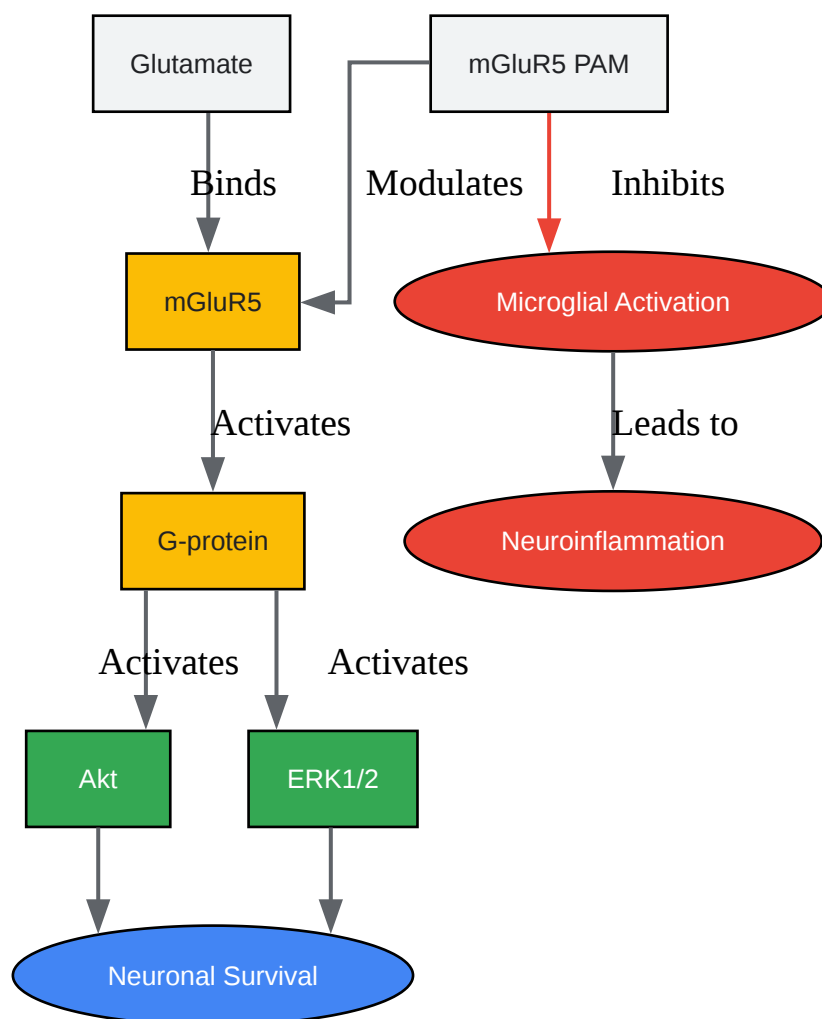 Glutamate
mGluR5 PAM
Binds
Modulates
Inhibits
mGluR5
Microglial Activation
Activates
Leads to
G-protein
Neuroinflammation
Activates
Activates
Akt
ERK1/2
Neuronal Survival